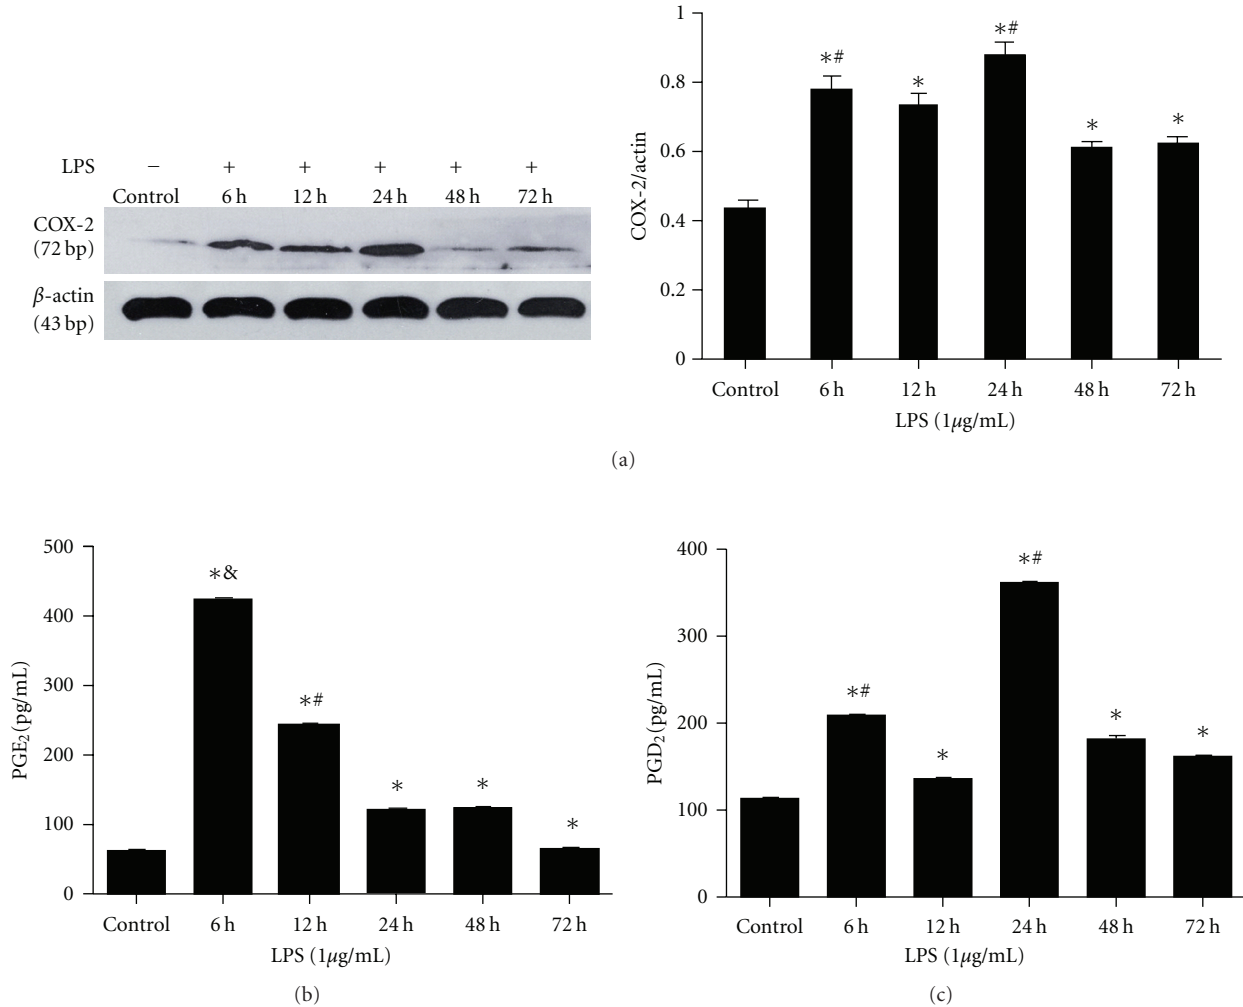 LPS − + + + + +
Control 6 h 12 h 24 h 48 h 72 h
COX-2
(72 bp)
β-actin
(43 bp)
COX-2/actin
1
0.8
0.6
0.4
0.2
0
∗#
∗
∗#
∗
∗
Control 6 h 12 h 24 h 48 h 72 h
LPS (1µg/mL)
(a)
PGE₂(pg/mL)
500
400
300
200
100
0
∗&
∗#
∗
∗
∗
Control 6 h 12 h 24 h 48 h 72 h
LPS (1µg/mL)
(b)
PGD₂(pg/mL)
400
300
200
100
0
∗#
∗
∗#
∗
∗
Control 6 h 12 h 24 h 48 h 72 h
LPS (1µg/mL)
(c)